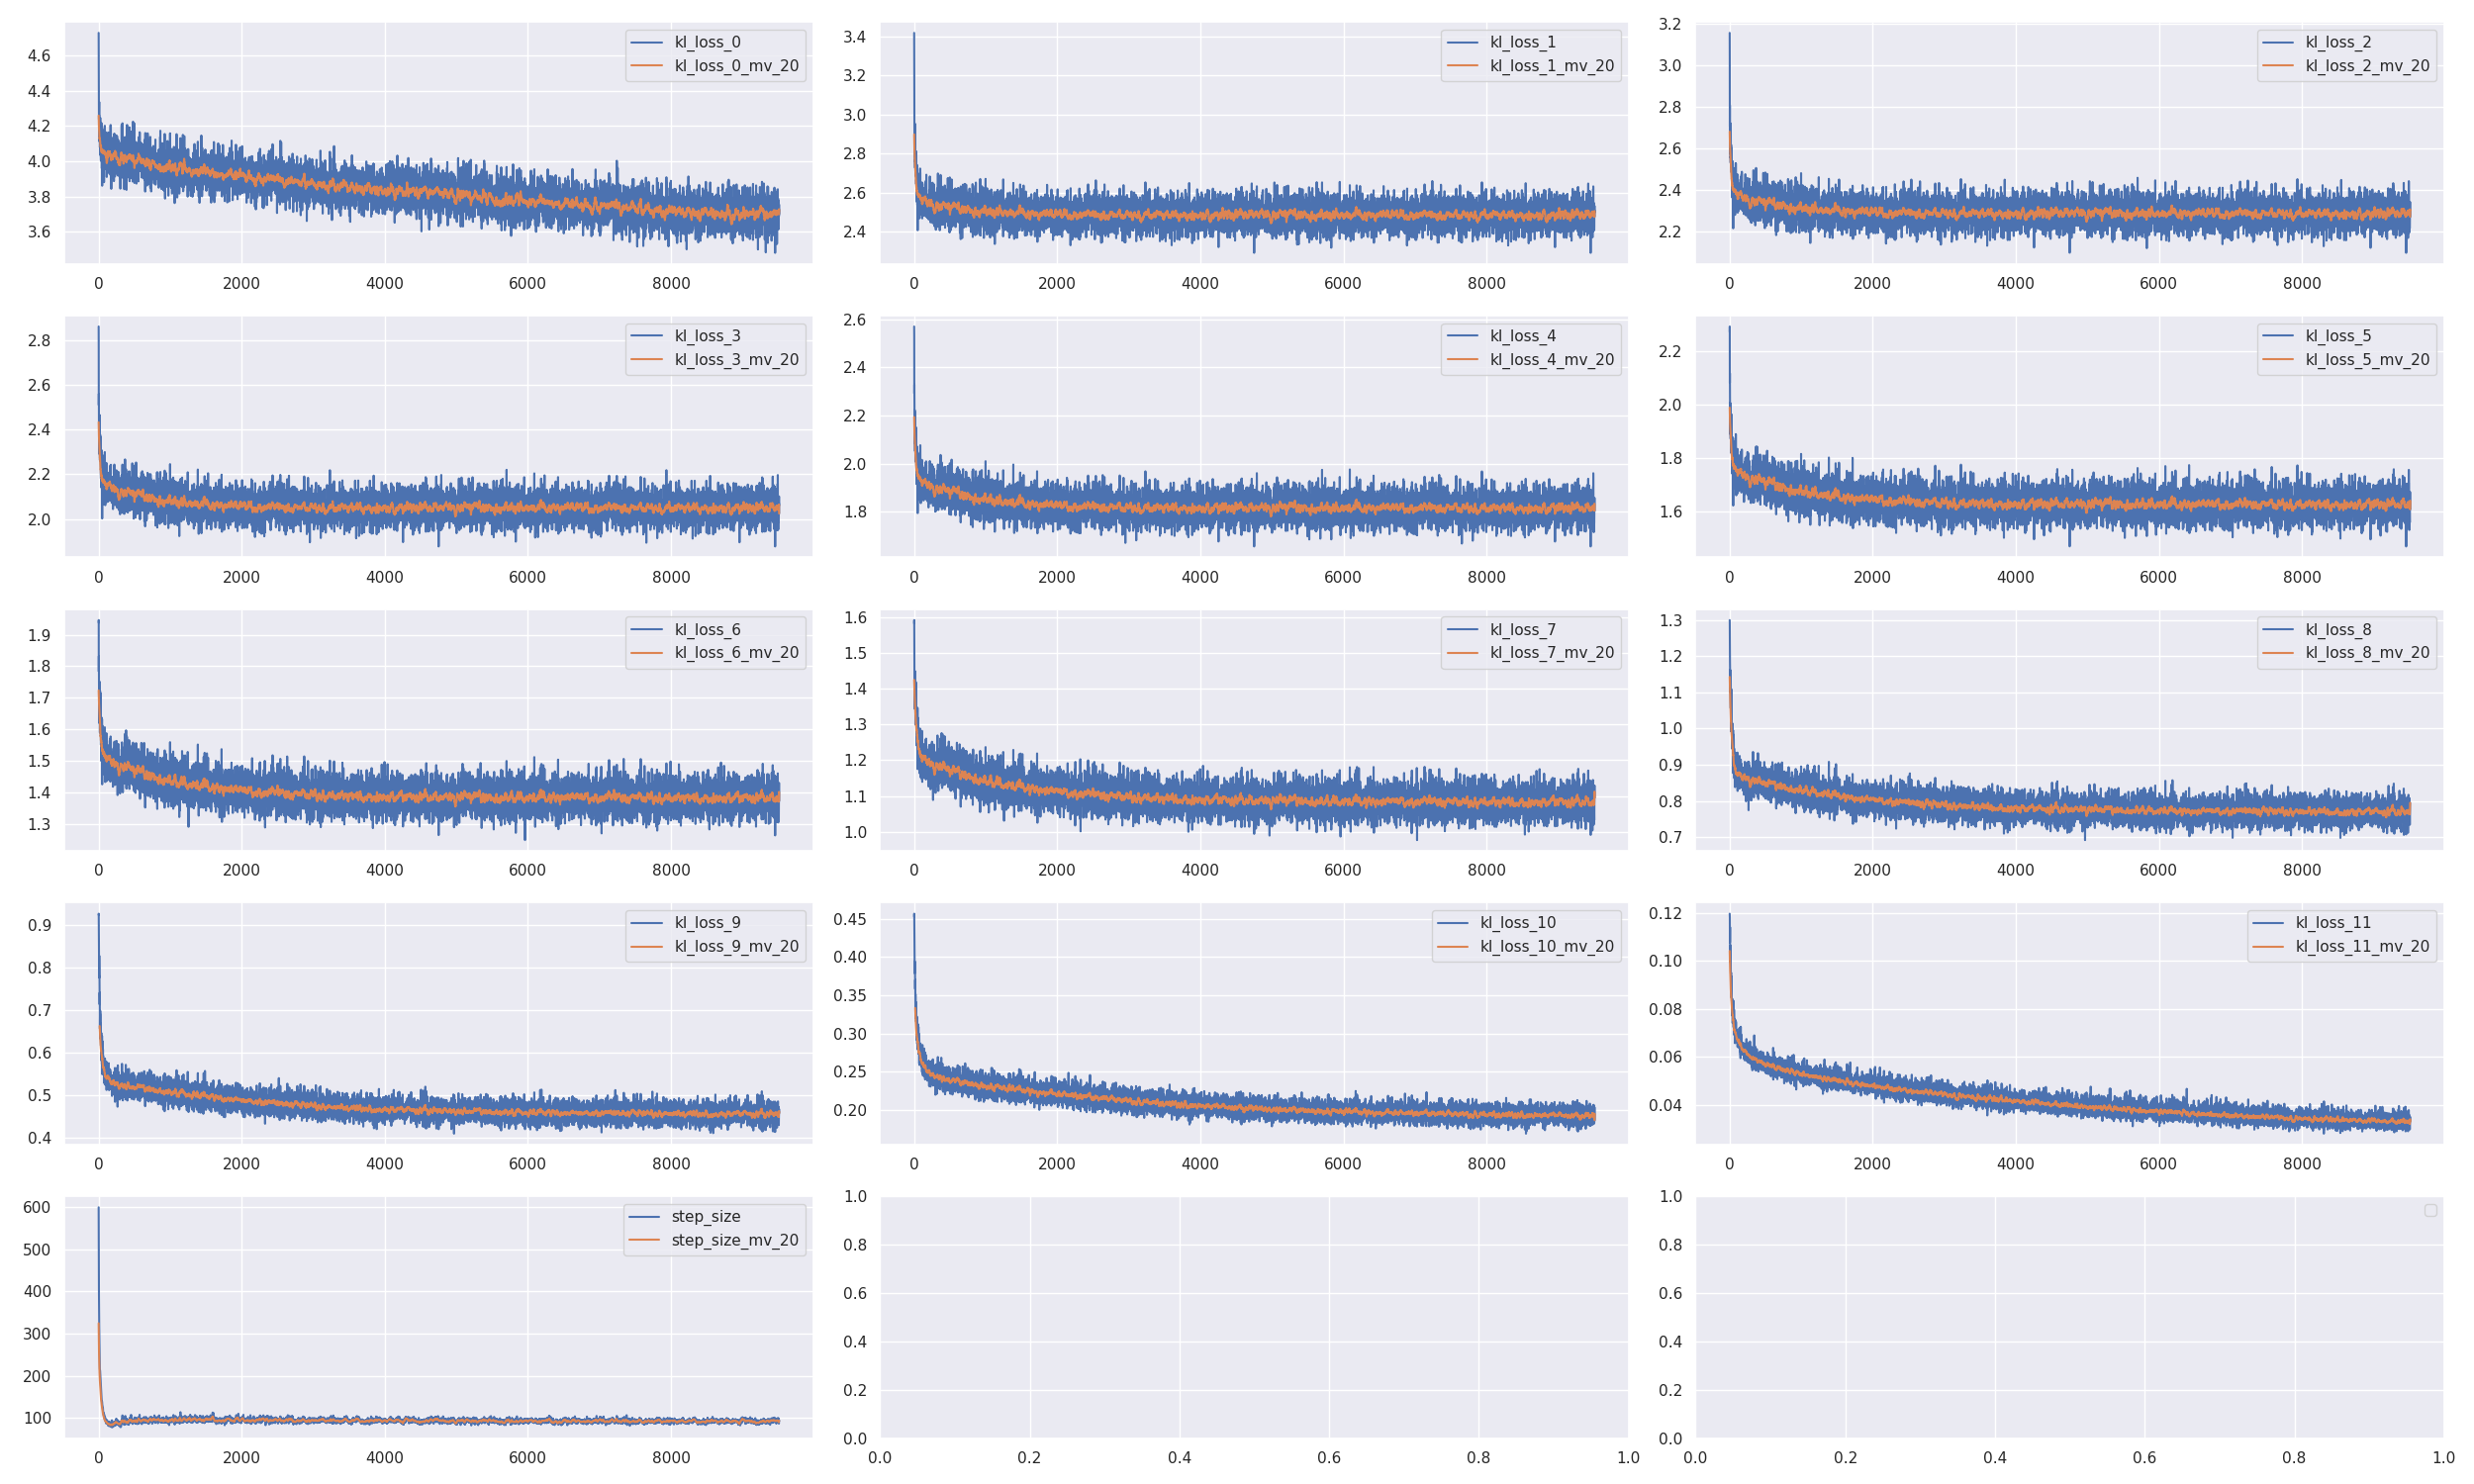 kl_loss_0
kl_loss_0_mv_20
4.6
4.4
4.2
4.0
3.8
3.6
0 2000 4000 6000 8000
kl_loss_1
kl_loss_1_mv_20
3.4
3.2
3.0
2.8
2.6
2.4
0 2000 4000 6000 8000
kl_loss_2
kl_loss_2_mv_20
3.2
3.0
2.8
2.6
2.4
2.2
0 2000 4000 6000 8000
kl_loss_3
kl_loss_3_mv_20
2.8
2.6
2.4
2.2
2.0
0 2000 4000 6000 8000
kl_loss_4
kl_loss_4_mv_20
2.6
2.4
2.2
2.0
1.8
0 2000 4000 6000 8000
kl_loss_5
kl_loss_5_mv_20
2.2
2.0
1.8
1.6
0 2000 4000 6000 8000
kl_loss_6
kl_loss_6_mv_20
1.9
1.8
1.7
1.6
1.5
1.4
1.3
0 2000 4000 6000 8000
kl_loss_7
kl_loss_7_mv_20
1.6
1.5
1.4
1.3
1.2
1.1
1.0
0 2000 4000 6000 8000
kl_loss_8
kl_loss_8_mv_20
1.3
1.2
1.1
1.0
0.9
0.8
0.7
0 2000 4000 6000 8000
kl_loss_9
kl_loss_9_mv_20
0.9
0.8
0.7
0.6
0.5
0.4
0 2000 4000 6000 8000
kl_loss_10
kl_loss_10_mv_20
0.45
0.40
0.35
0.30
0.25
0.20
0 2000 4000 6000 8000
kl_loss_11
kl_loss_11_mv_20
0.12
0.10
0.08
0.06
0.04
0 2000 4000 6000 8000
step_size
step_size_mv_20
600
500
400
300
200
100
0 2000 4000 6000 8000
1.0
0.8
0.6
0.4
0.2
0.0
0.0 0.2 0.4 0.6 0.8 1.0
1.0
0.8
0.6
0.4
0.2
0.0
0.0 0.2 0.4 0.6 0.8 1.0